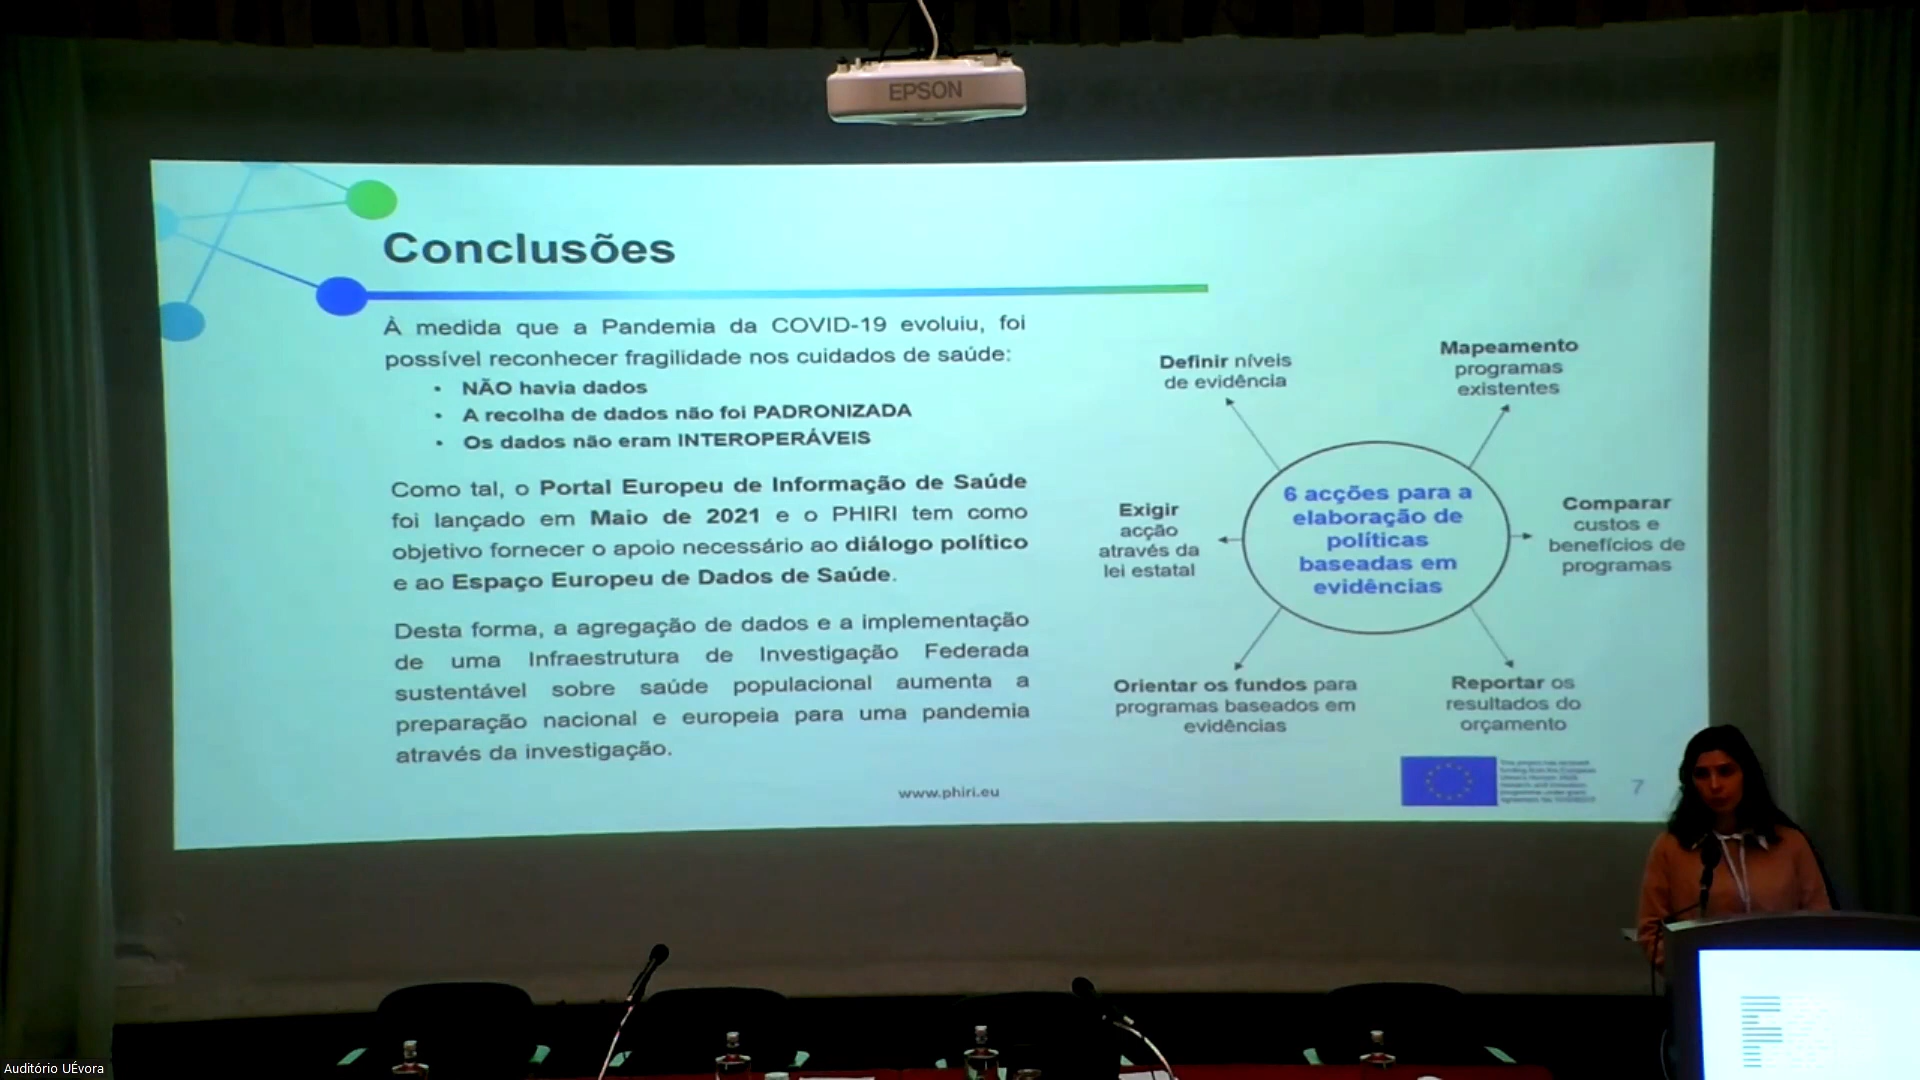 EPSON
Conclusões
À medida que a Pandemia da COVID-19 evoluiu, foi
possível reconhecer fragilidade nos cuidados de saúde:
• NÃO havia dados
• A recolha de dados não foi PADRONIZADA
• Os dados não eram INTEROPERÁVEIS
Como tal, o Portal Europeu de Informação de Saúde
foi lançado em Maio de 2021 e o PHIRI tem como
objetivo fornecer o apoio necessário ao diálogo político
e ao Espaço Europeu de Dados de Saúde.
Desta forma, a agregação de dados e a implementação
de uma Infraestrutura de Investigação Federada
sustentável sobre saúde populacional aumenta a
preparação nacional e europeia para uma pandemia
através da investigação.
Definir níveis
de evidência
Mapeamento
programas
existentes
Exigir
acção
através da
lei estatal
6 acções para a
elaboração de
políticas
baseadas em
evidências
Comparar
custos e
benefícios de
programas
Orientar os fundos para
programas baseados em
evidências
Reportar os
resultados do
orçamento
www.phiri.eu
7
Auditório UÉvora